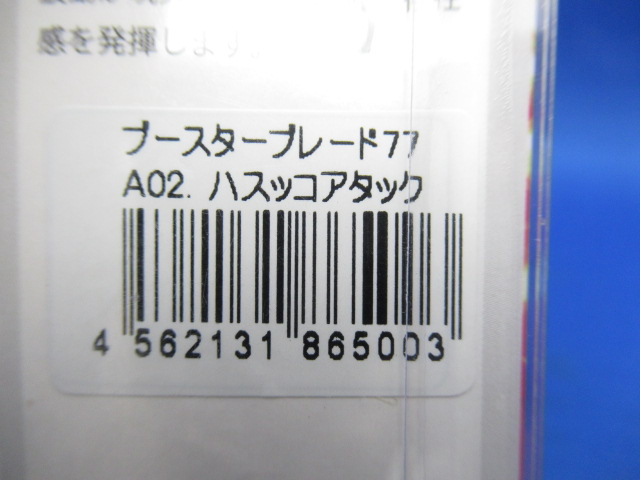 感を発揮します。】
ブースターブレード77
A02. ハスッコアタック
4 562131 865003